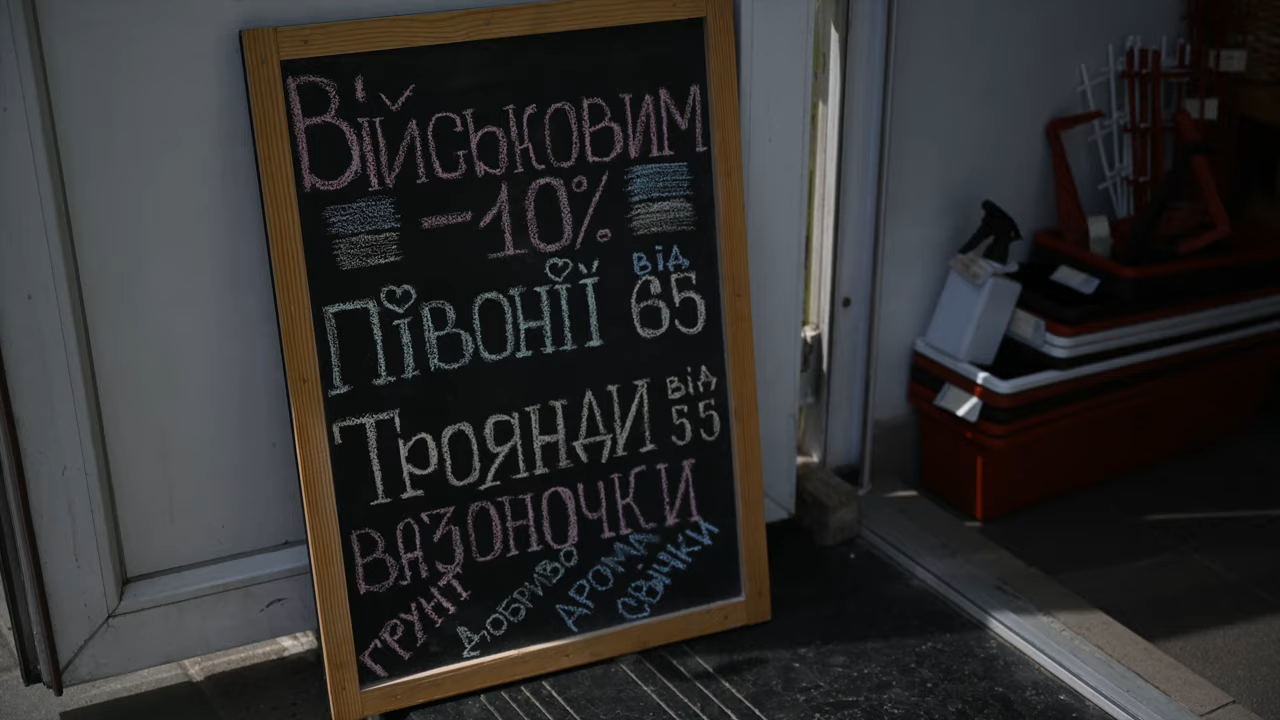 Військовим
-10%
Півонії від 65
Троянди від 55
Вазоночки
Грунт Добриво Арома Свічки